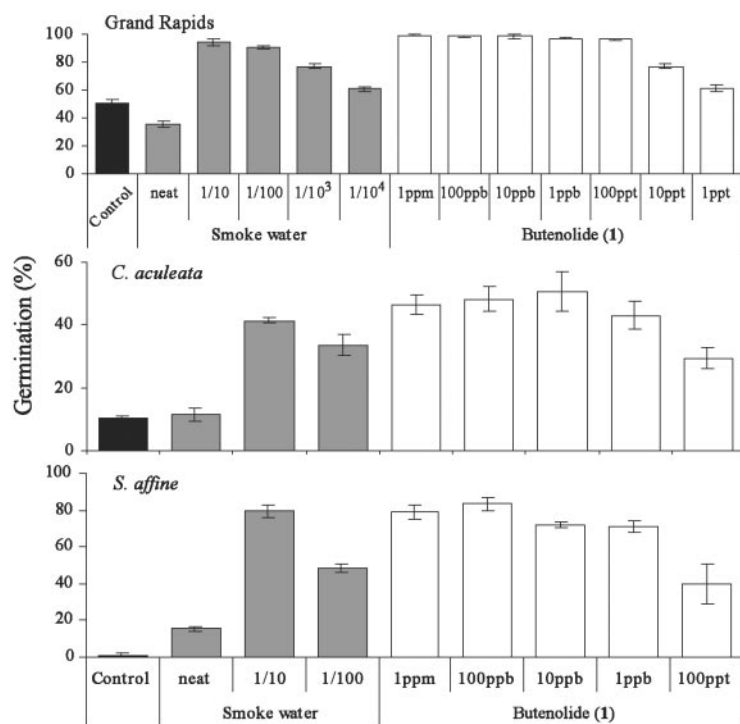 Grand Rapids
100
80
60
40
20
0
Control neat 1/10 1/100 1/10³ 1/10⁴ 1ppm 100ppb 10ppb 1ppb 100ppt 10ppt 1ppt
Smoke water Butenolide (1)
Germination (%)
C. aculeata
60
40
20
0
S. affine
100
80
60
40
20
0
Control neat 1/10 1/100 1ppm 100ppb 10ppb 1ppb 100ppt
Smoke water Butenolide (1)